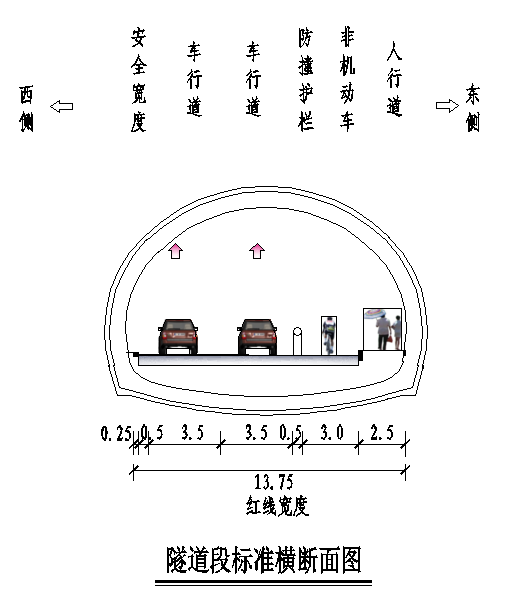 西侧
安全宽度
车行道
车行道
防撞护栏
非机动车
人行道
东侧
0.25 0.5 3.5 3.5 0.5 3.0 2.5
13.75
红线宽度
隧道段标准横断面图